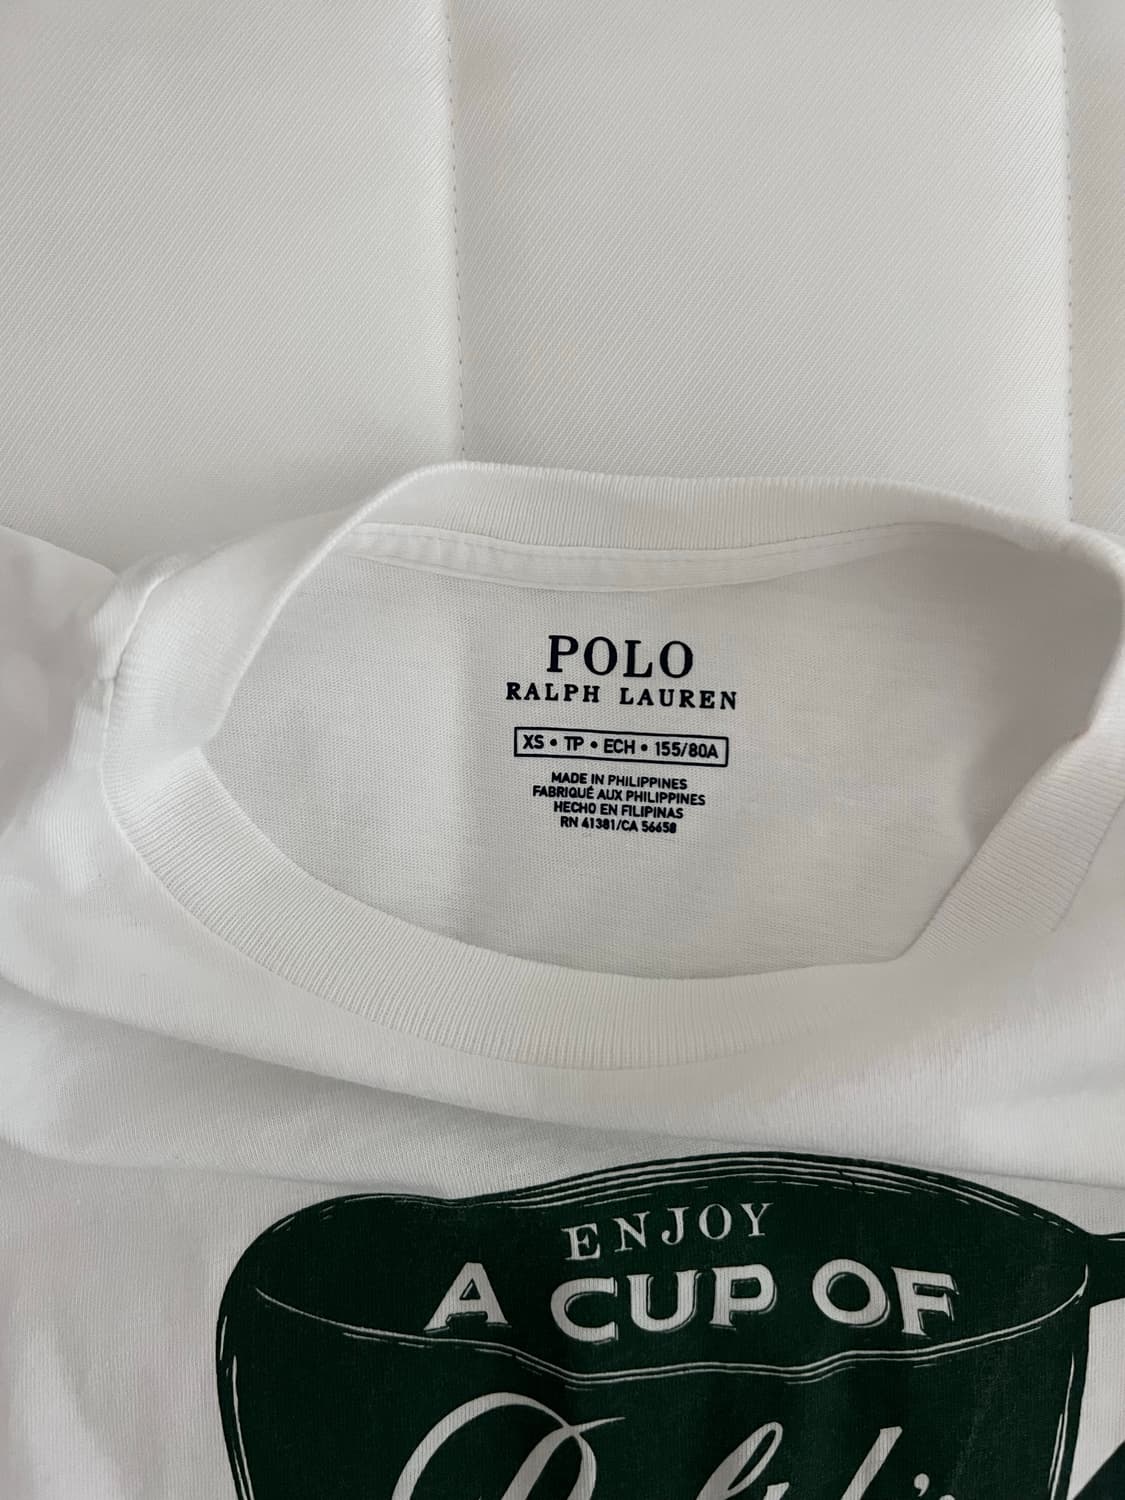 POLO
RALPH LAUREN
XS • TP • ECH • 155/80A
MADE IN PHILIPPINES
FABRIQUÉ AUX PHILIPPINES
HECHO EN FILIPINAS
RN 41381/CA 56658
ENJOY
A CUP OF
Ralph's